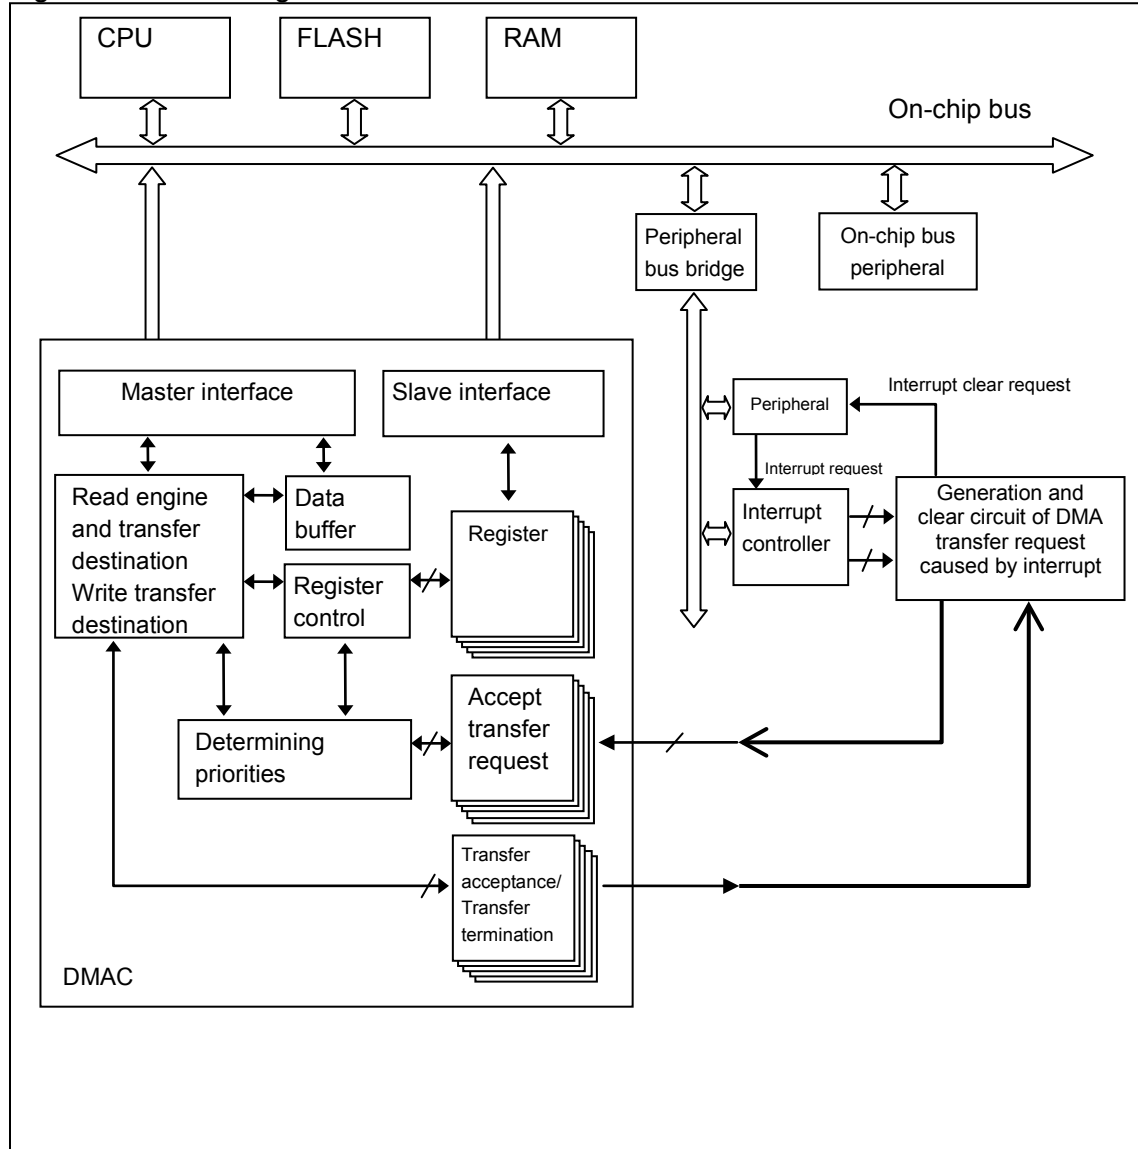 CPU
FLASH
RAM
On-chip bus
Peripheral
bus bridge
On-chip bus
peripheral
Master interface
Slave interface
Interrupt clear request
Peripheral
Interrupt request
Read engine
and transfer
destination
Write transfer
destination
Data
buffer
Register
control
Register
Interrupt
controller
Generation and
clear circuit of DMA
transfer request
caused by interrupt
Determining
priorities
Accept
transfer
request
Transfer
acceptance/
Transfer
termination
DMAC